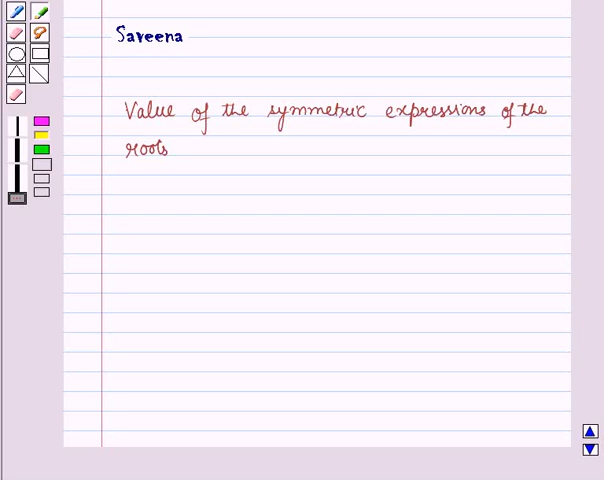 Saveena
Value of the symmetric expressions of the
roots